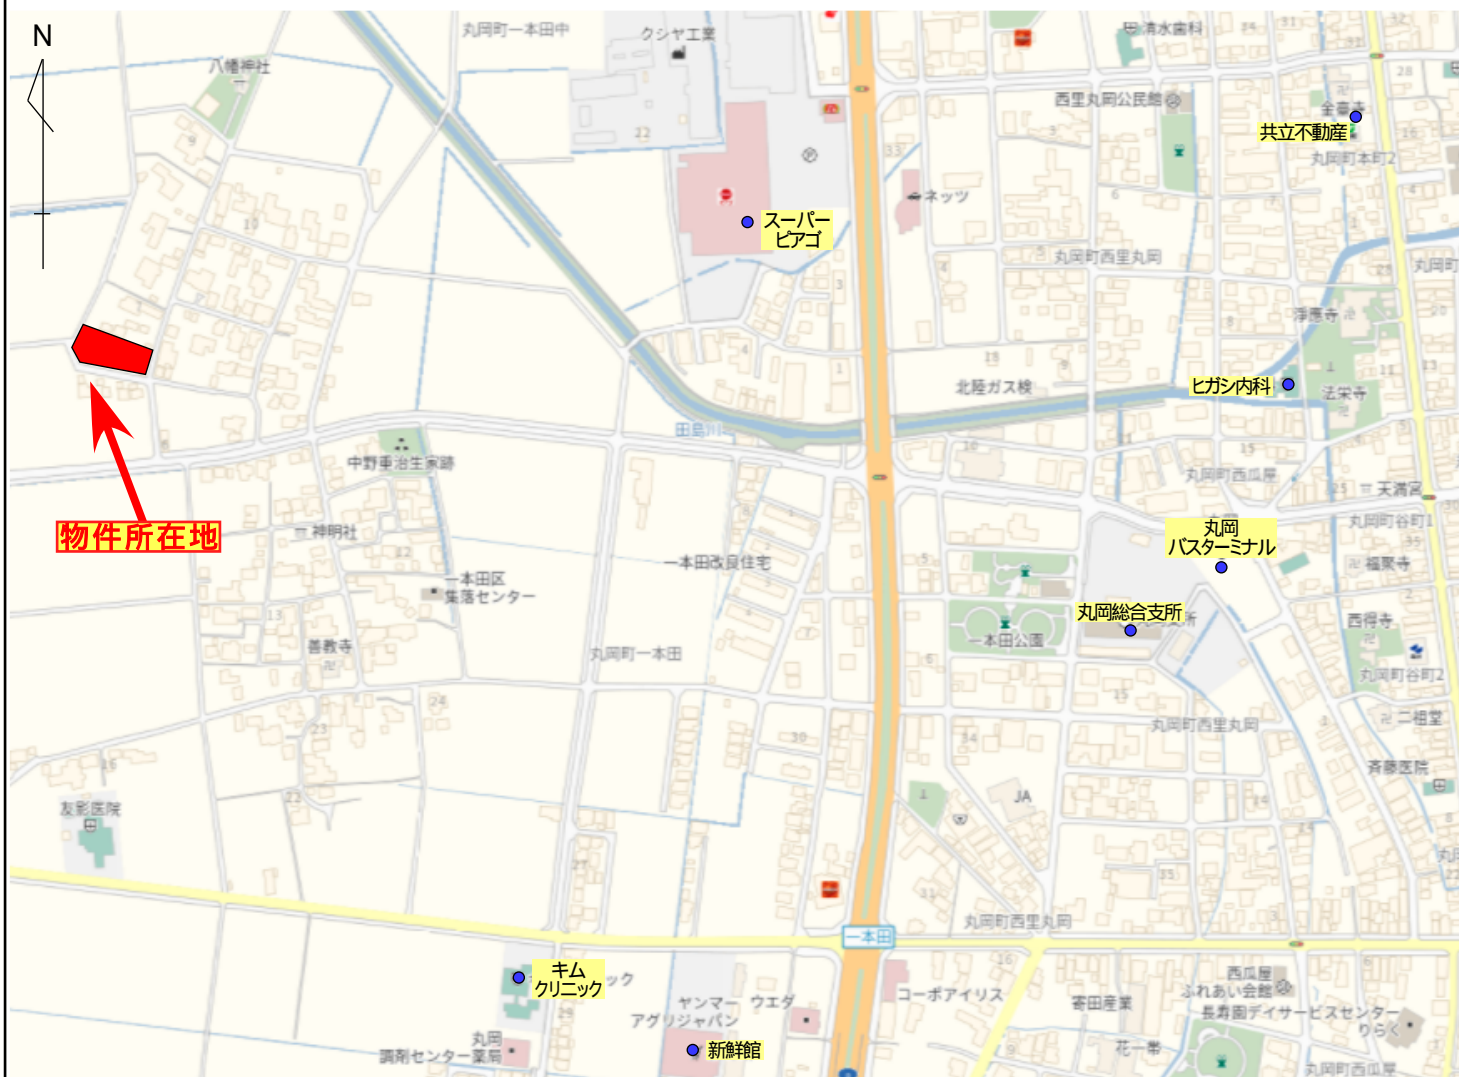 N
丸岡町一本田中
クシヤ工業
清水歯科
八幡神社
西里丸岡公民館
金鳳寺
共立不動産
丸岡町本町2
ネッツ
スーパー
ピアゴ
丸岡町西里丸岡
丸岡町
淨應寺
北陸ガス検
ヒガシ内科
法栄寺
田島川
中野重治生家跡
丸岡町西瓜屋
天満宮
丸岡町谷町1
物件所在地
神明社
丸岡
バスターミナル
一本田改良住宅
福聚寺
一本田区
集落センター
丸岡総合支所
西得寺
一本田公園
善教寺
丸岡町一本田
丸岡町谷町2
丸岡町西里丸岡
二祖堂
斉藤医院
友影医院
JA
丸岡町西里丸岡
一本田
キム
クリニック
ヤンマー
アグリジャパン
ウエダ
コーポアイリス
寄田産業
西瓜屋
ふれあい会館
長寿園デイサービスセンター
りらく
丸岡
調剤センター薬局
新鮮館
花一帯
丸岡町西瓜屋